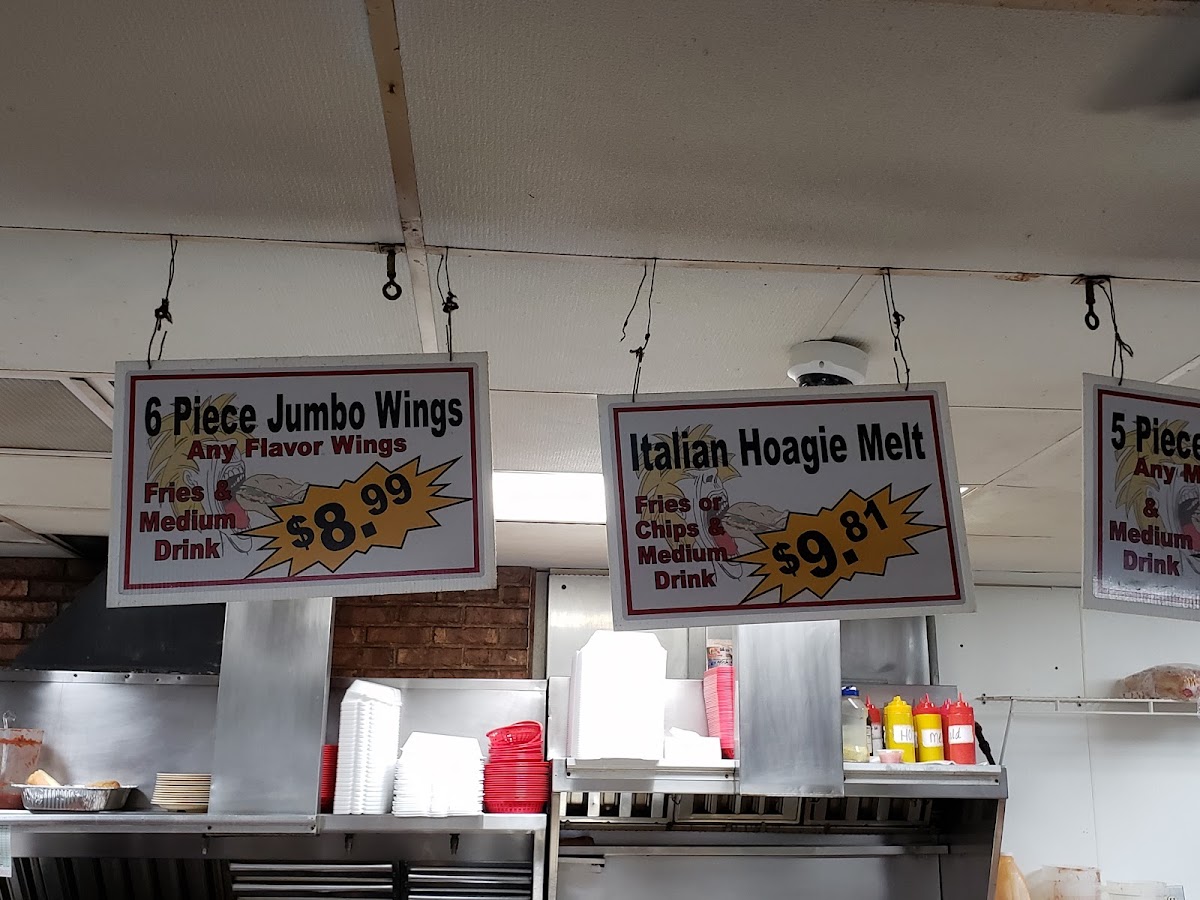 6 Piece Jumbo Wings
Any Flavor Wings
Fries &
Medium
Drink
$8.99
Italian Hoagie Melt
Fries or
Chips &
Medium
Drink
$9.81
5 Piece
Any
&
Medium
Drink